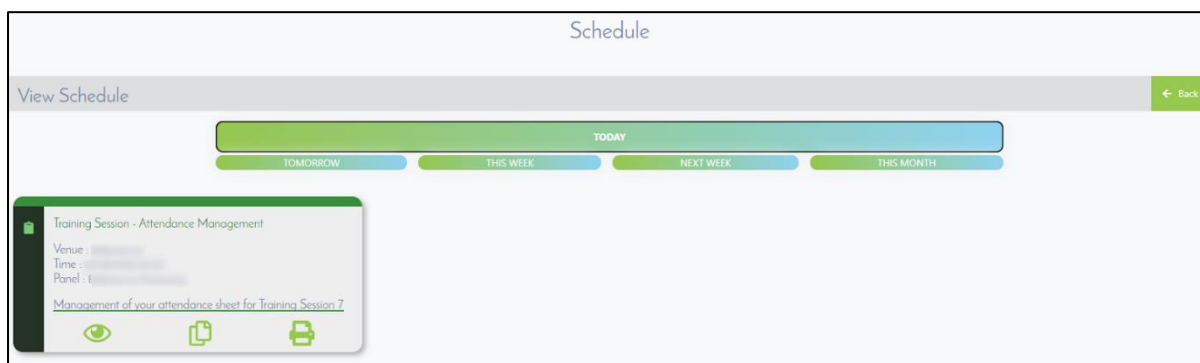 Schedule
View Schedule
← Back
TODAY
TOMORROW THIS WEEK NEXT WEEK THIS MONTH
Training Session - Attendance Management
Venue :
Time :
Panel :
Management of your attendance sheet for Training Session 7